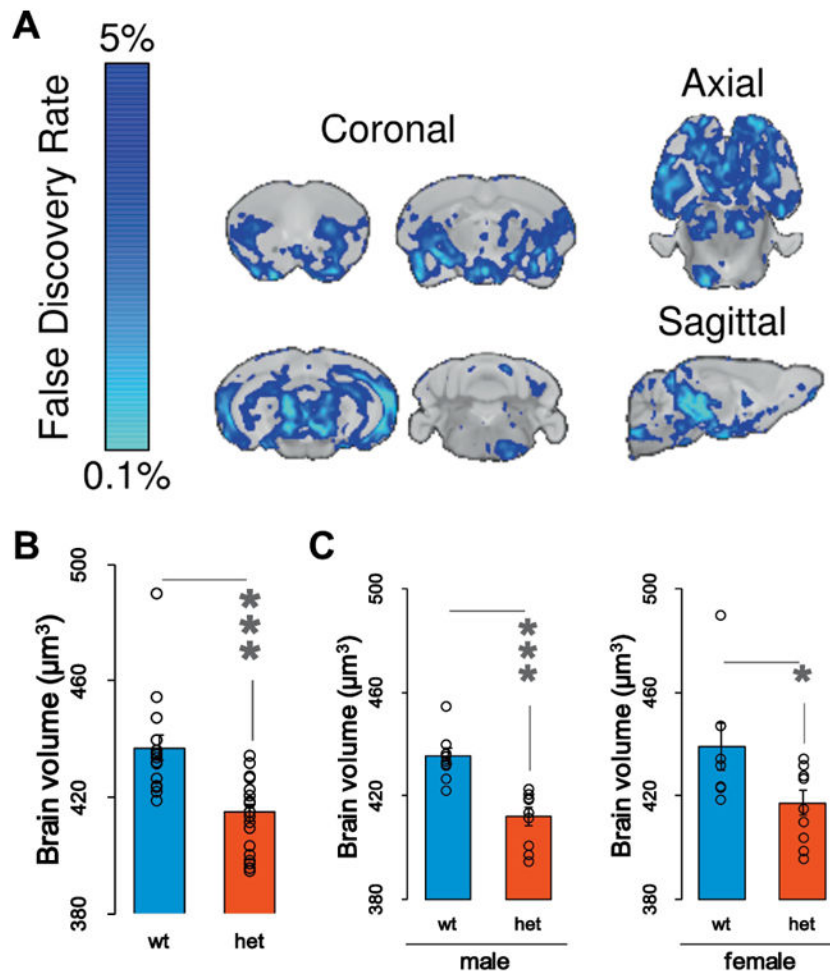 A
5%
False Discovery Rate
0.1%
Coronal
Axial
Sagittal
B
Brain volume (µm³)
500
460
420
380
***
wt
het
C
Brain volume (µm³)
500
460
420
380
***
wt
het
male
Brain volume (µm³)
500
460
420
380
*
wt
het
female